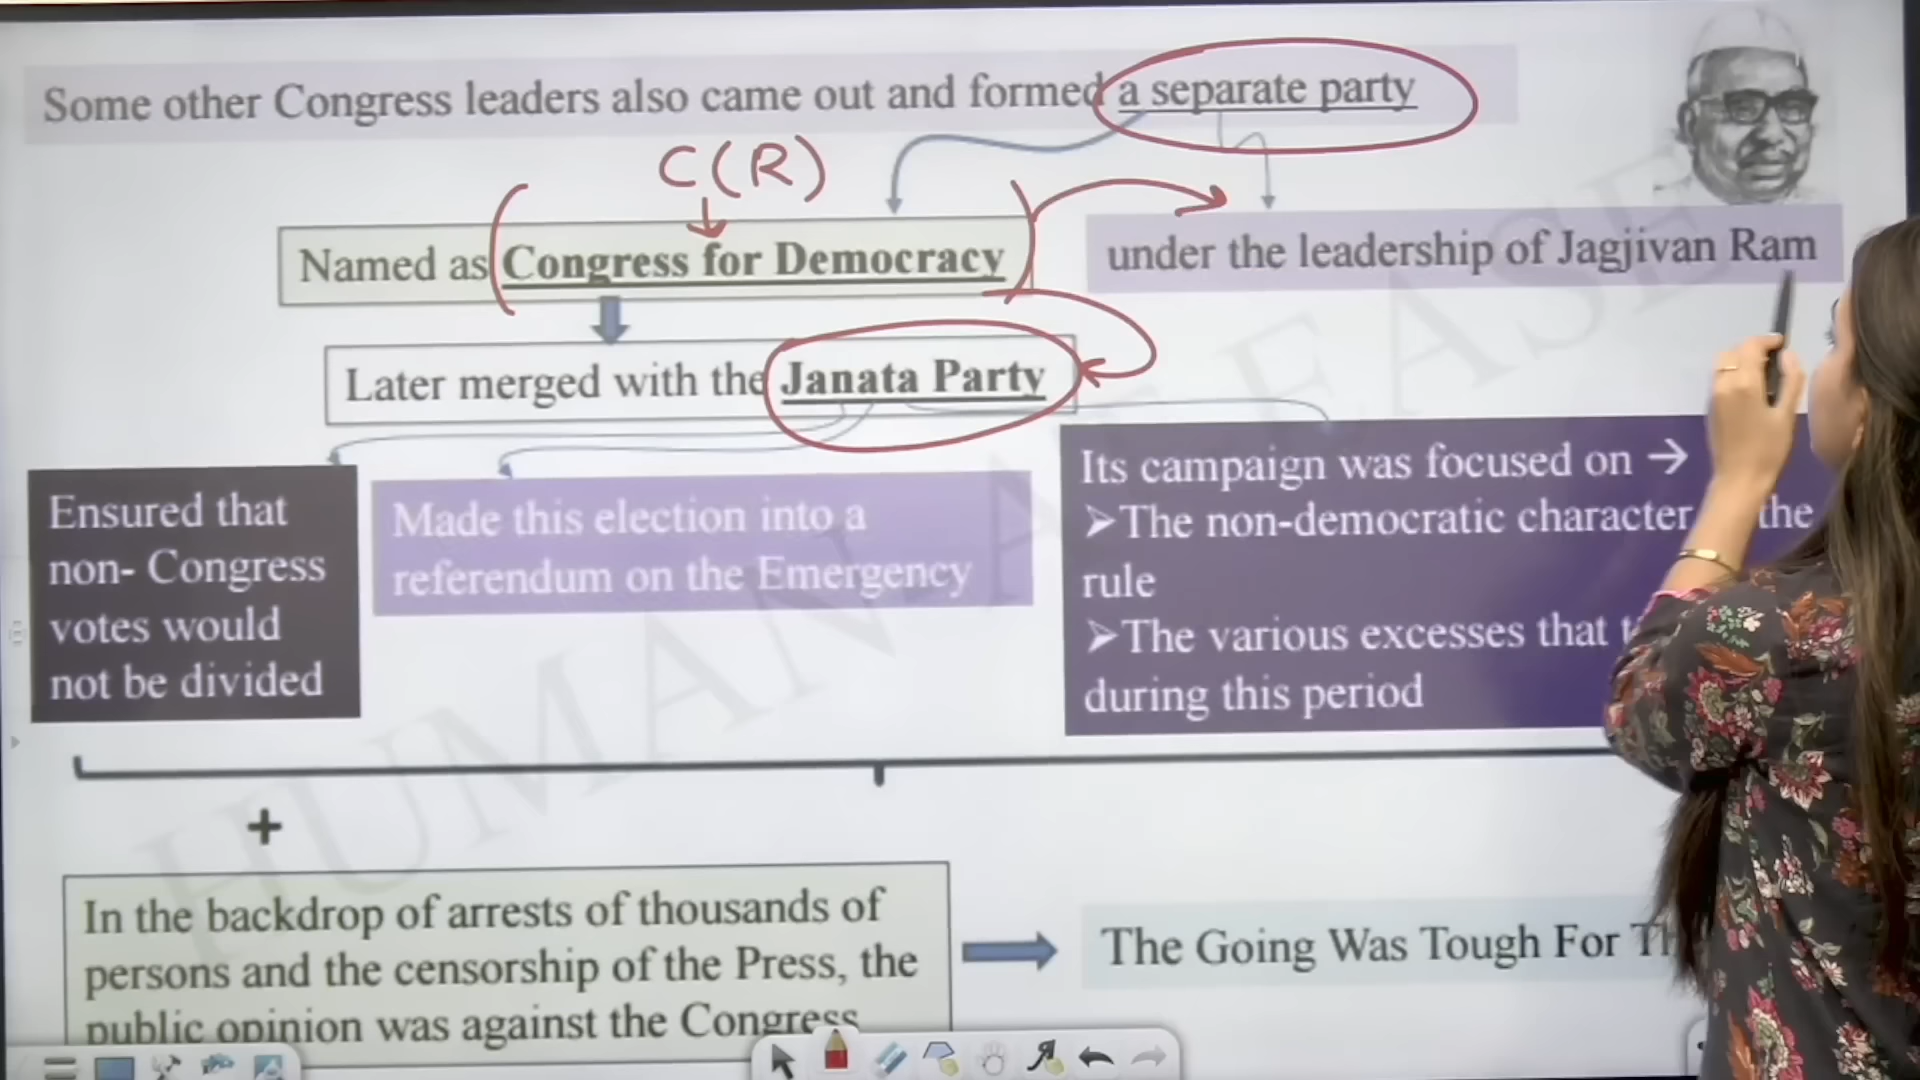 Some other Congress leaders also came out and formed a separate party
C(R)
Named as Congress for Democracy
under the leadership of Jagjivan Ram
Later merged with the Janata Party
Ensured that
non- Congress
votes would
not be divided
Made this election into a
referendum on the Emergency
Its campaign was focused on →
➢The non-democratic character the
rule
➢The various excesses that
during this period
+
In the backdrop of arrests of thousands of
persons and the censorship of the Press, the
public opinion was against the Congress
The Going Was Tough For
HUMAN AT EASE